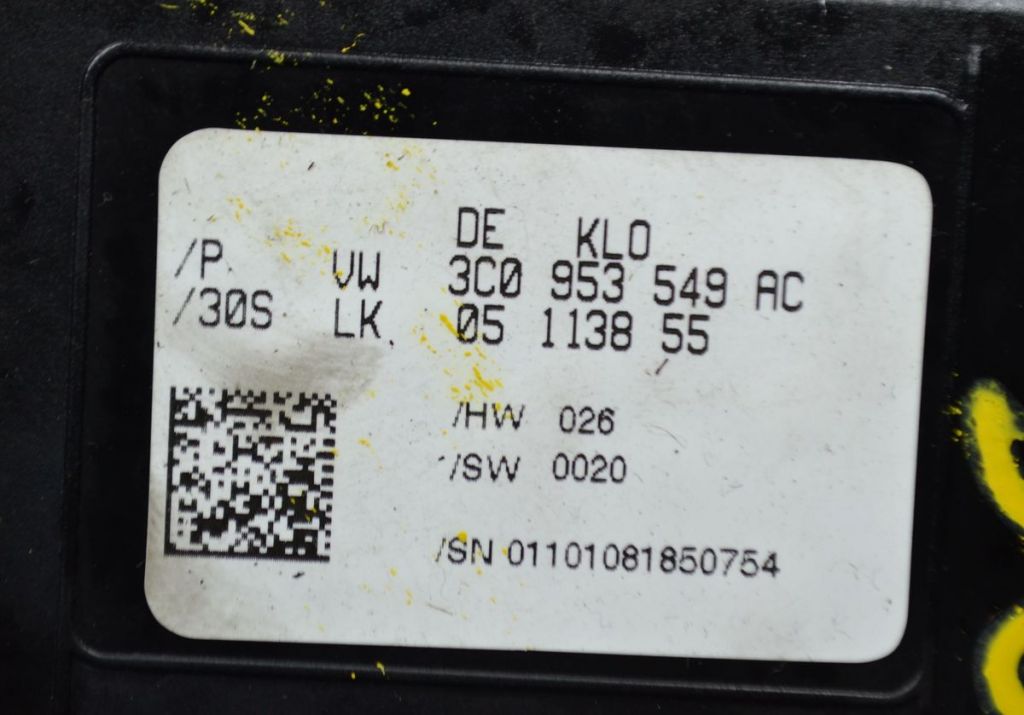 DE KLO
/P VW 3C0 953 549 AC
/30S LK 05 1138 55
/HW 026
/SW 0020
/SN 01101081850754